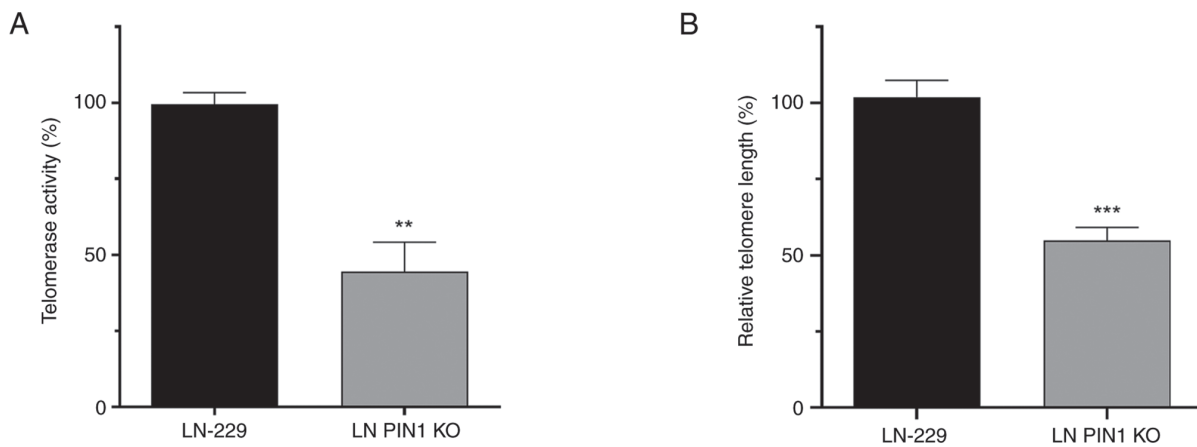 A
Telomerase activity (%)
100
50
0
**
LN-229
LN PIN1 KO
B
Relative telomere length (%)
100
50
0
***
LN-229
LN PIN1 KO